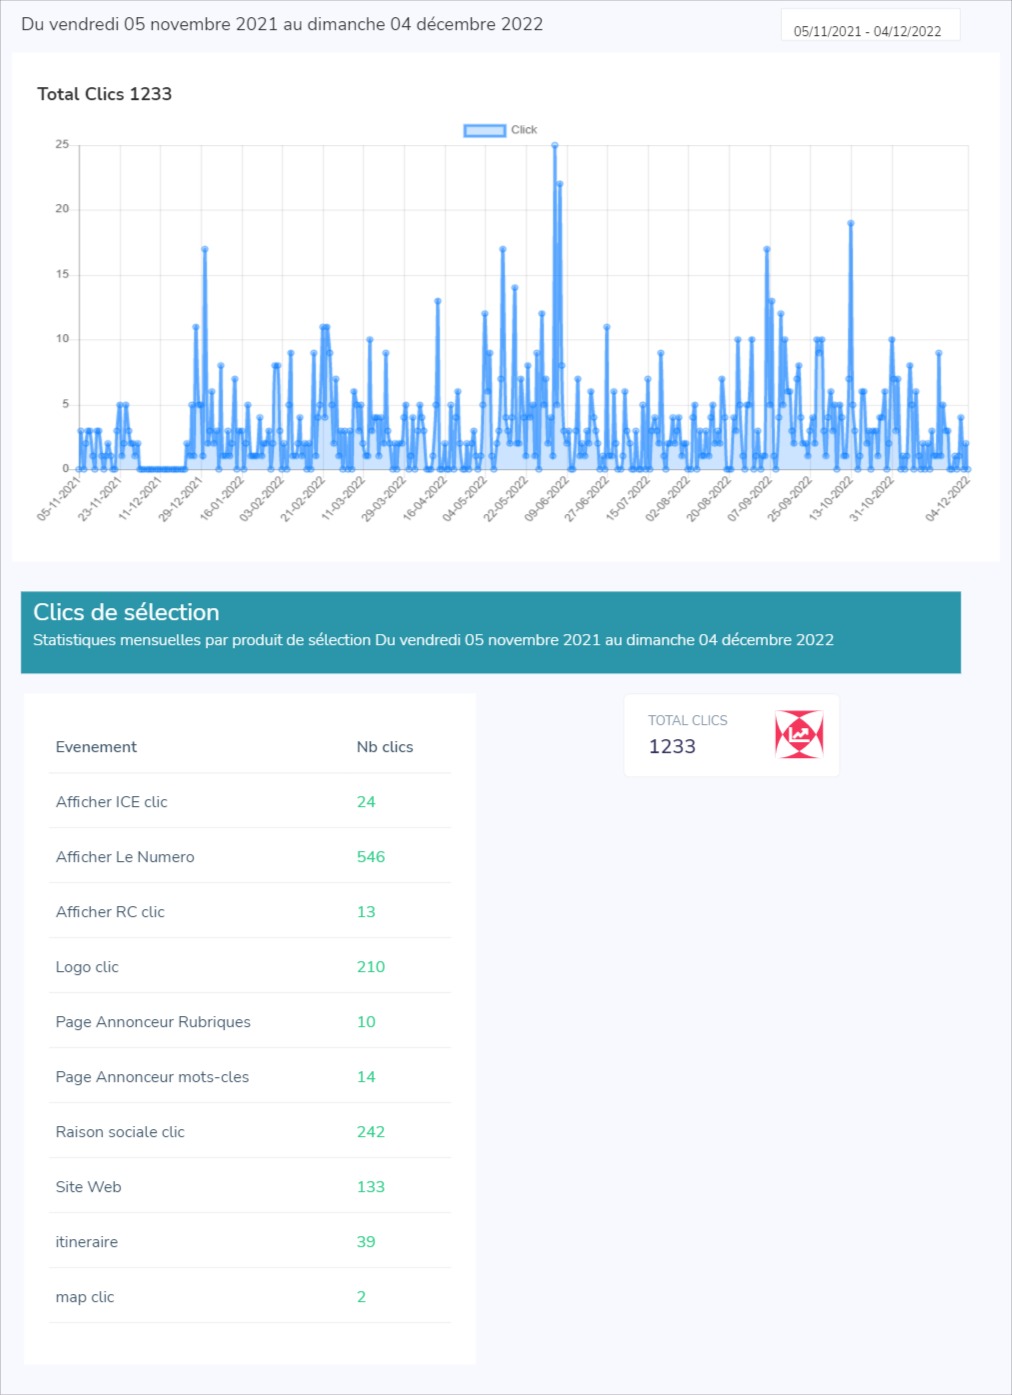 Du vendredi 05 novembre 2021 au dimanche 04 décembre 2022
05/11/2021 - 04/12/2022
Total Clics 1233
Click
25
20
15
10
5
0
05-11-2021
23-11-2021
11-12-2021
29-12-2021
16-01-2022
03-02-2022
21-02-2022
11-03-2022
29-03-2022
16-04-2022
04-05-2022
22-05-2022
09-06-2022
27-06-2022
15-07-2022
02-08-2022
20-08-2022
07-09-2022
25-09-2022
13-10-2022
31-10-2022
04-12-2022
Clics de sélection
Statistiques mensuelles par produit de sélection Du vendredi 05 novembre 2021 au dimanche 04 décembre 2022
TOTAL CLICS
1233
Evenement Nb clics
Afficher ICE clic 24
Afficher Le Numero 546
Afficher RC clic 13
Logo clic 210
Page Annonceur Rubriques 10
Page Annonceur mots-cles 14
Raison sociale clic 242
Site Web 133
itineraire 39
map clic 2